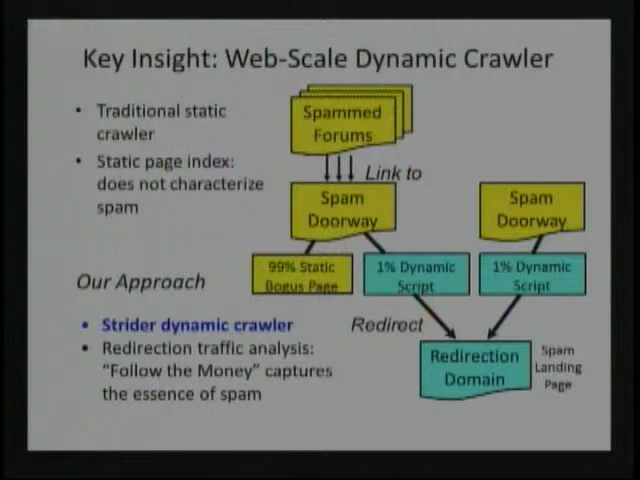 Key Insight: Web-Scale Dynamic Crawler
• Traditional static
crawler
• Static page index:
does not characterize
spam
Our Approach
• Strider dynamic crawler
• Redirection traffic analysis:
"Follow the Money" captures
the essence of spam
Spammed
Forums
Link to
Spam
Doorway
Spam
Doorway
99% Static
Bogus Page
1% Dynamic
Script
1% Dynamic
Script
Redirect
Redirection
Domain
Spam
Landing
Page